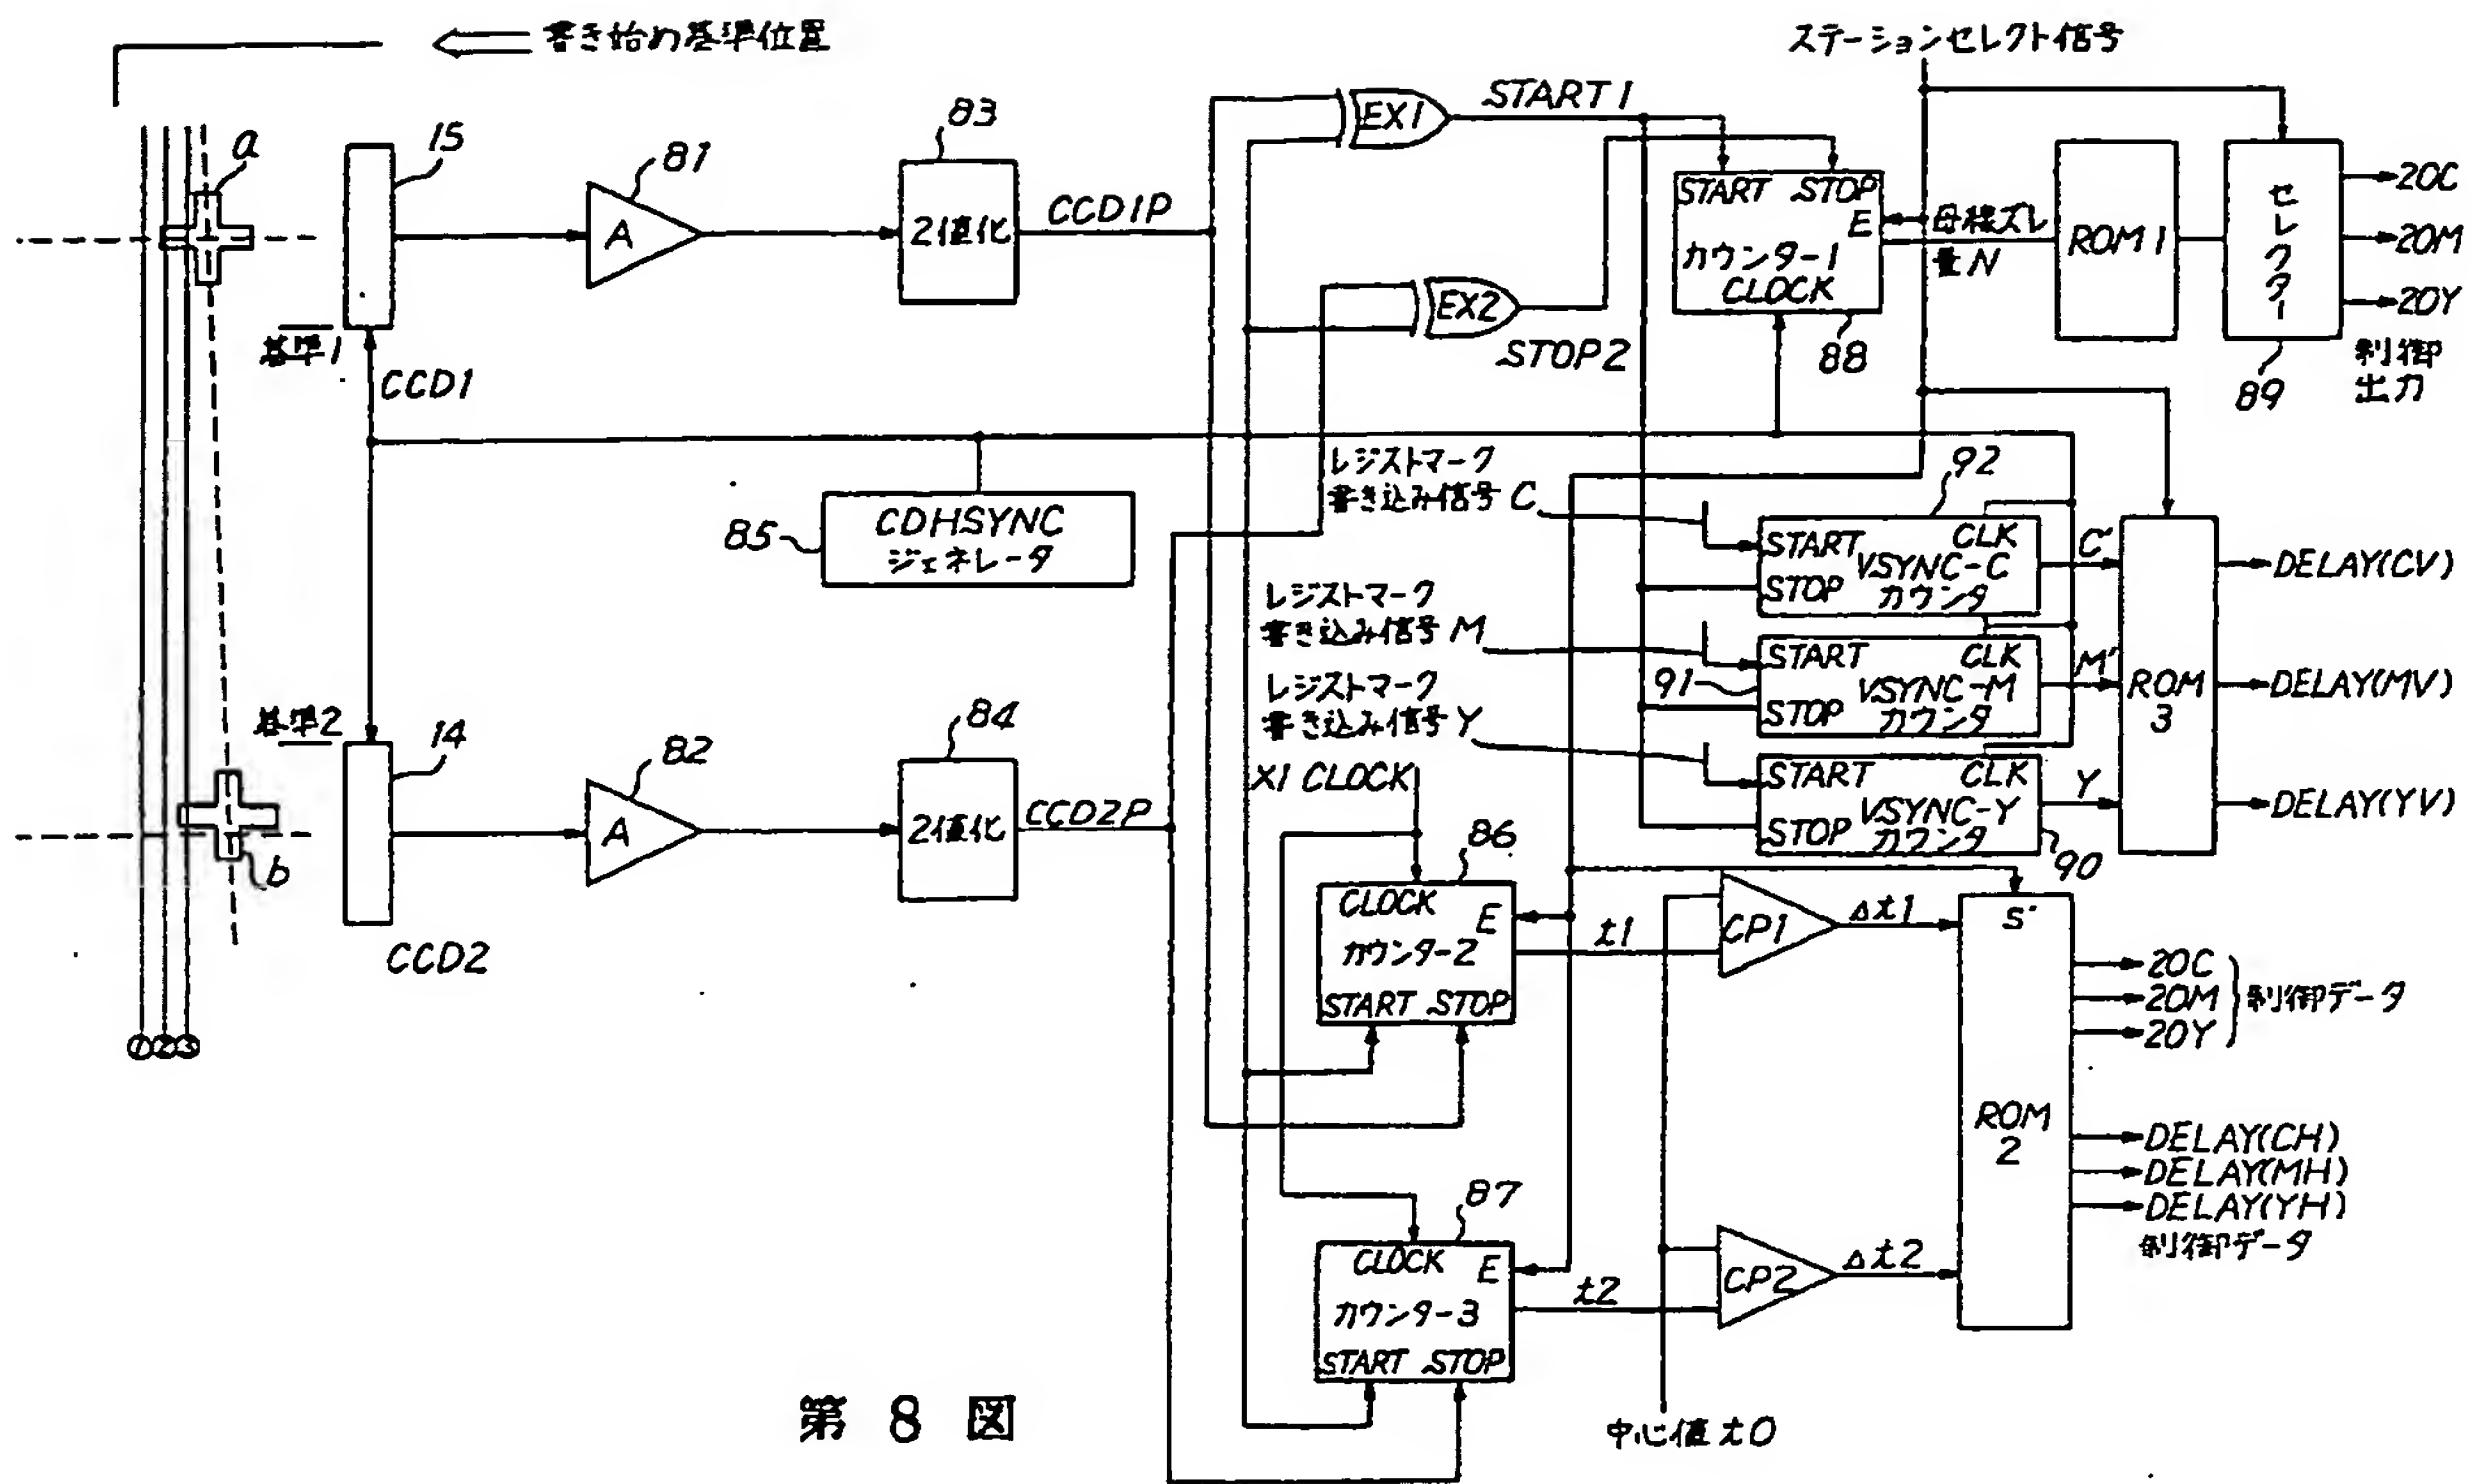 書き始め基準位置
ステーションセレクト信号
a
15
81
A
83
2値化
CCD1P
EX1
START1
EX2
STOP2
START STOP
E
カウンター1
CLOCK
88
母線ズレ
量N
ROM1
セレクター
89
20C
20M
20Y
制御
出力
基準1
CCD1
85
CDHSYNC
ジェネレータ
レジストマーク
書き込み信号C
92
START CLK
VSYNC-C
STOP カウンタ
C'
レジストマーク
書き込み信号M
91
START CLK
VSYNC-M
STOP カウンタ
M'
レジストマーク
書き込み信号Y
START CLK
VSYNC-Y
STOP カウンタ
90
Y
ROM
3
DELAY(CV)
DELAY(MV)
DELAY(YV)
基準2
14
82
A
84
2値化
CCD2P
b
CCD2
①②③
X1 CLOCK
86
CLOCK
E
カウンター2
START STOP
t1
CP1
Δt1
S
ROM
2
20C
20M
20Y
制御データ
DELAY(CH)
DELAY(MH)
DELAY(YH)
制御データ
87
CLOCK
E
カウンター3
START STOP
t2
CP2
Δt2
中心値t0
第 8 図